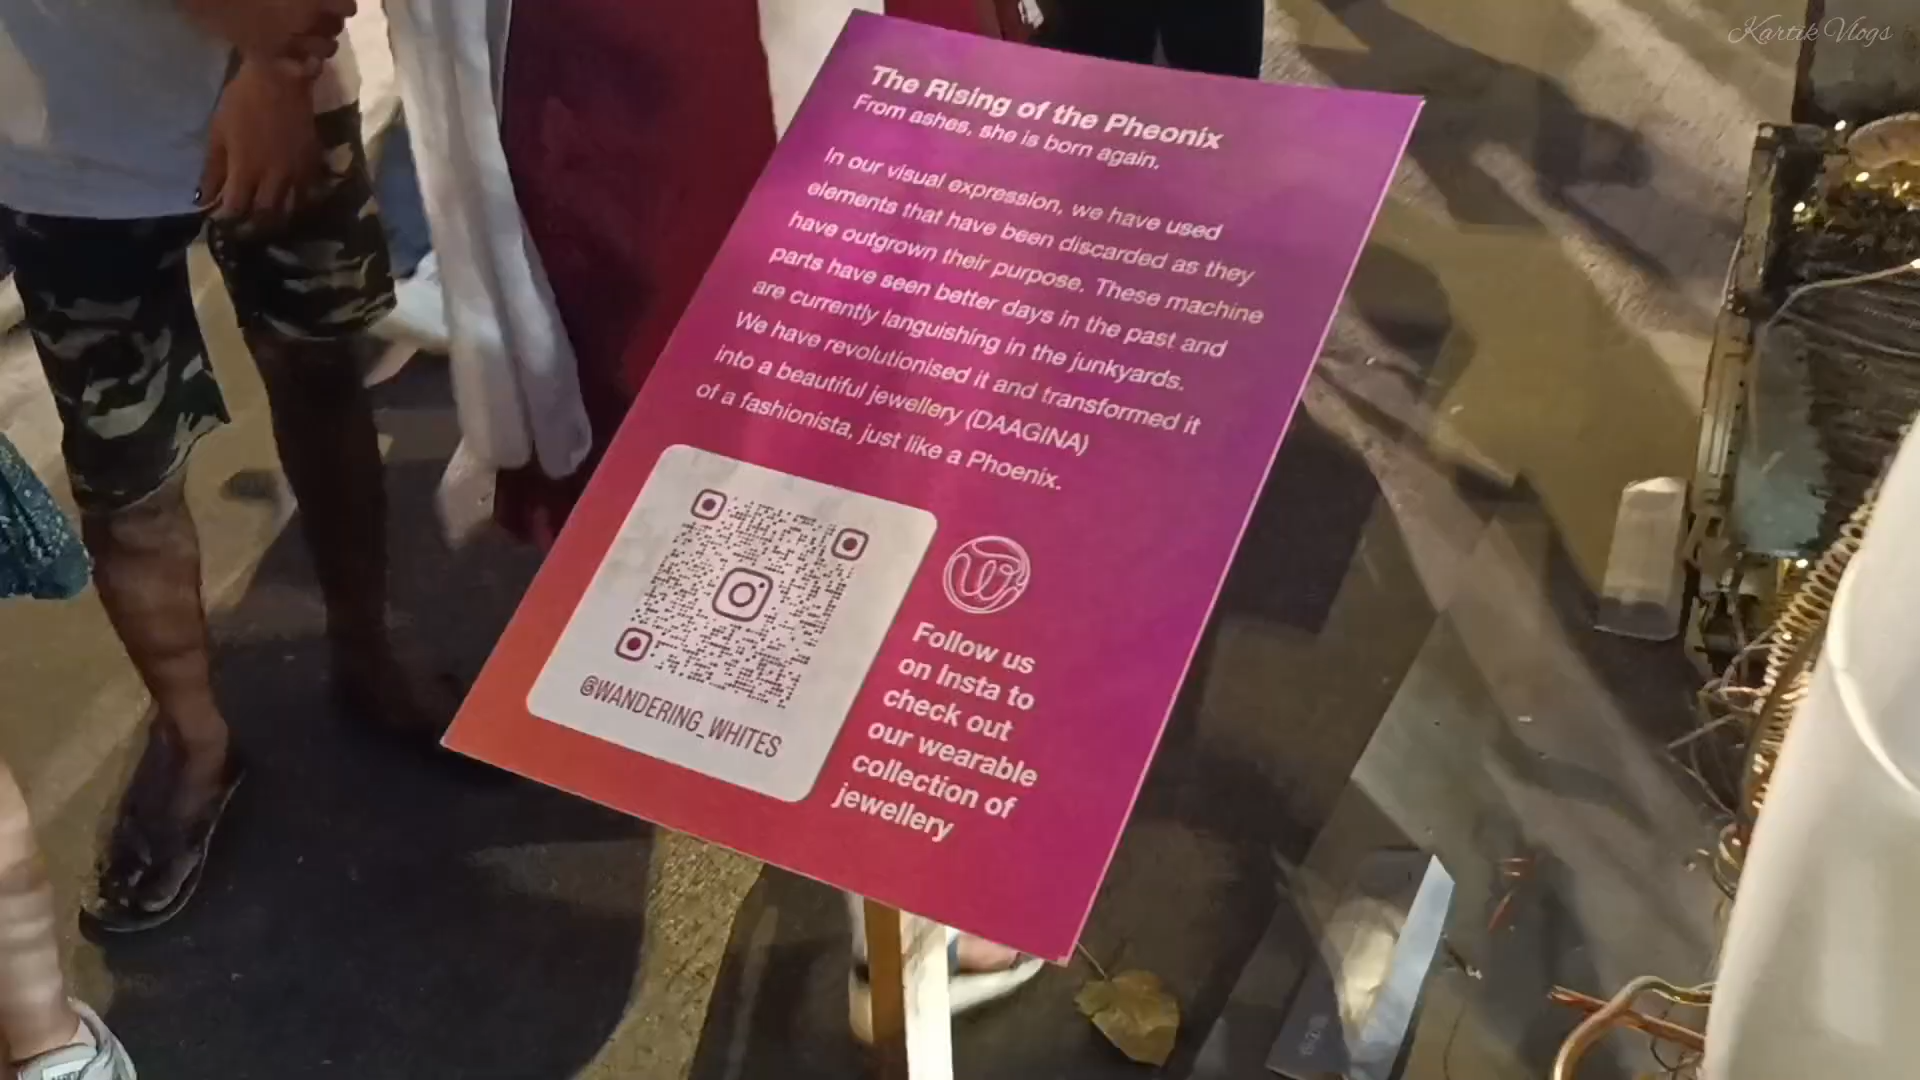 Kartik Vlogs
The Rising of the Pheonix
From ashes, she is born again.
In our visual expression, we have used
elements that have been discarded as they
have outgrown their purpose. These machine
parts have seen better days in the past and
are currently languishing in the junkyards.
We have revolutionised it and transformed it
into a beautiful jewellery (DAAGINA)
of a fashionista, just like a Phoenix.
@WANDERING_WHITES
Follow us
on Insta to
check out
our wearable
collection of
jewellery